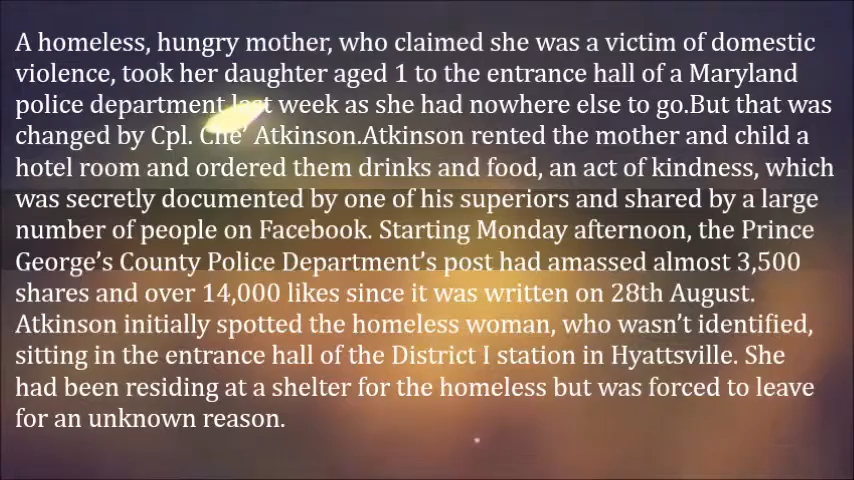 A homeless, hungry mother, who claimed she was a victim of domestic
violence, took her daughter aged 1 to the entrance hall of a Maryland
police department last week as she had nowhere else to go.But that was
changed by Cpl. Che’ Atkinson.Atkinson rented the mother and child a
hotel room and ordered them drinks and food, an act of kindness, which
was secretly documented by one of his superiors and shared by a large
number of people on Facebook. Starting Monday afternoon, the Prince
George’s County Police Department’s post had amassed almost 3,500
shares and over 14,000 likes since it was written on 28th August.
Atkinson initially spotted the homeless woman, who wasn’t identified,
sitting in the entrance hall of the District I station in Hyattsville. She
had been residing at a shelter for the homeless but was forced to leave
for an unknown reason.